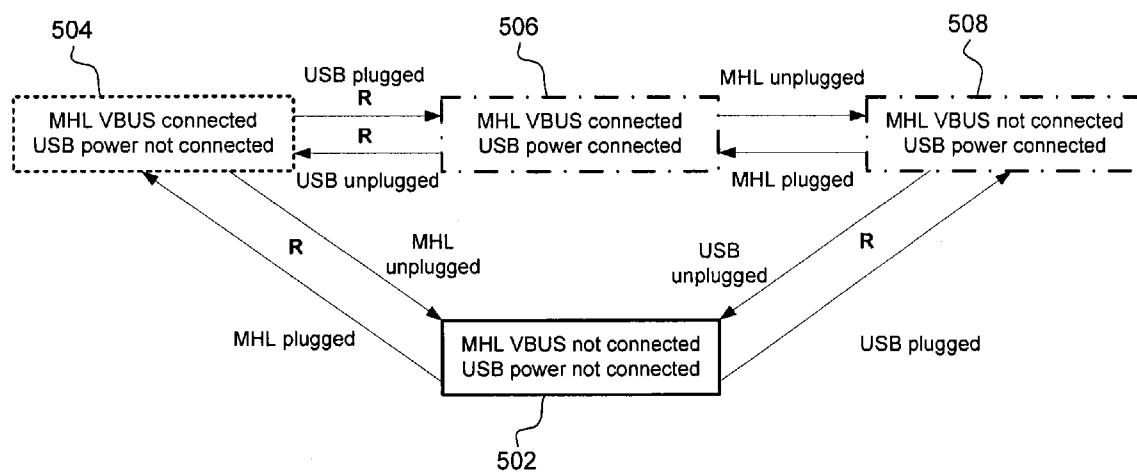 504
506
508
USB plugged
R
MHL unplugged
MHL VBUS connected
USB power not connected
MHL VBUS connected
USB power connected
MHL VBUS not connected
USB power connected
R
USB unplugged
MHL plugged
R
MHL
unplugged
USB
unplugged
R
MHL plugged
USB plugged
MHL VBUS not connected
USB power not connected
502